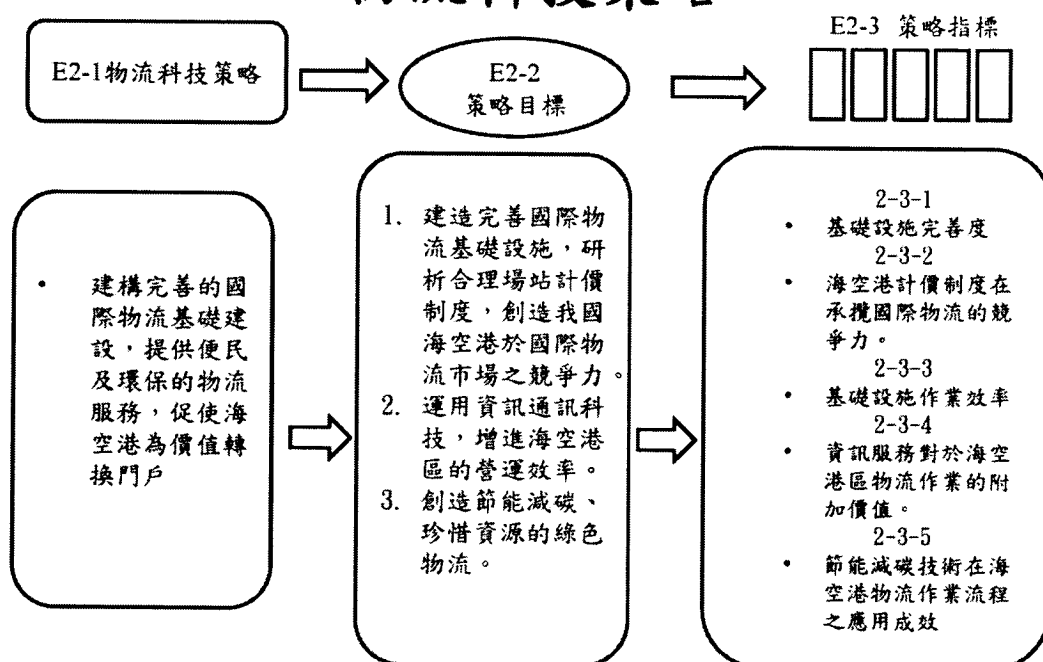 E2-1物流科技策略
E2-2
策略目標
E2-3 策略指標
• 建構完善的國
際物流基礎建
設，提供便民
及環保的物流
服務，促使海
空港為價值轉
換門戶
1. 建造完善國際物
流基礎設施，研
析合理場站計價
制度，創造我國
海空港於國際物
流市場之競爭力。
2. 運用資訊通訊科
技，增進海空港
區的營運效率。
3. 創造節能減碳、
珍惜資源的綠色
物流。
2-3-1
• 基礎設施完善度
2-3-2
• 海空港計價制度在
承攬國際物流的競
爭力。
2-3-3
• 基礎設施作業效率
2-3-4
• 資訊服務對於海空
港區物流作業的附
加價值。
2-3-5
• 節能減碳技術在海
空港物流作業流程
之應用成效